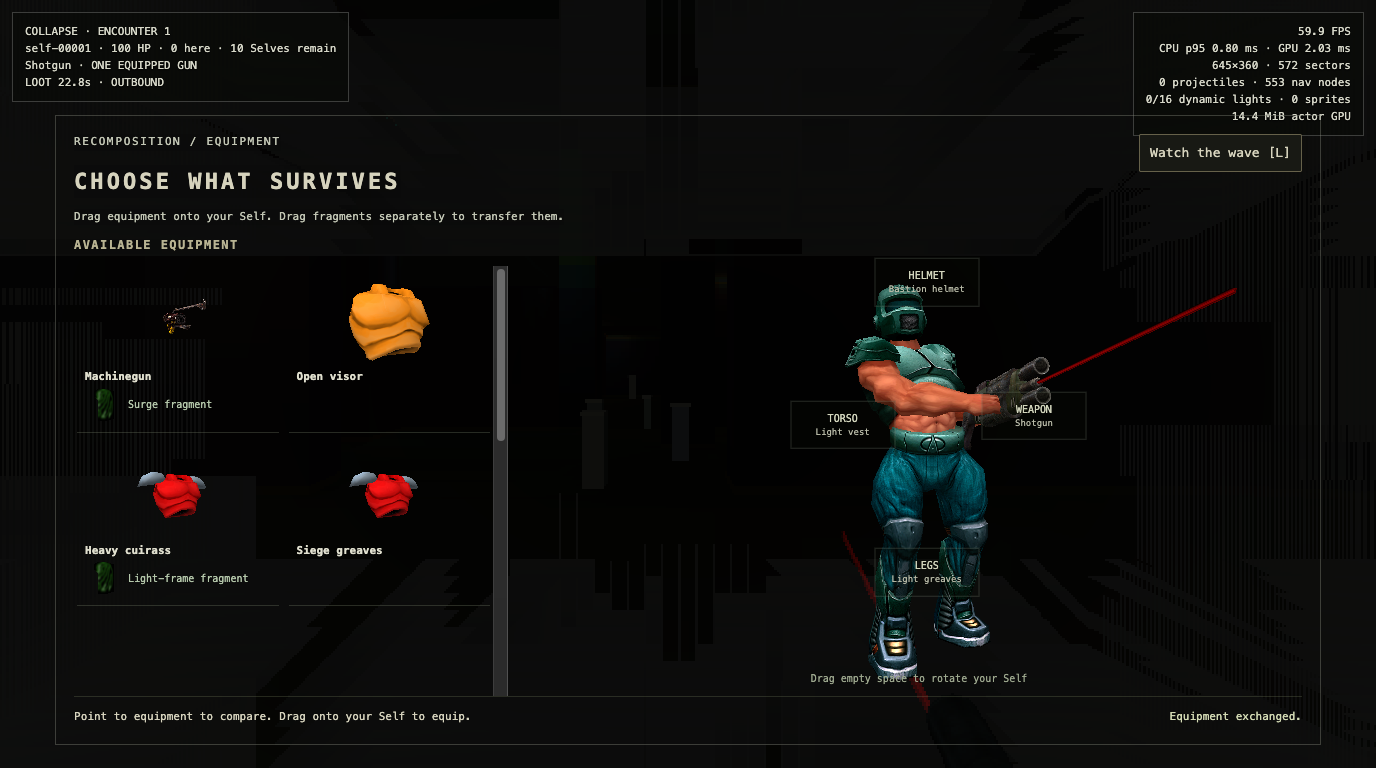 COLLAPSE · ENCOUNTER 1
self-00001 · 100 HP · 0 here · 10 Selves remain
Shotgun · ONE EQUIPPED GUN
LOOT 22.8s · OUTBOUND
59.9 FPS
CPU p95 0.80 ms · GPU 2.03 ms
645×360 · 572 sectors
0 projectiles · 553 nav nodes
0/16 dynamic lights · 0 sprites
14.4 MiB actor GPU
RECOMPOSITION / EQUIPMENT
Watch the wave [L]
CHOOSE WHAT SURVIVES
Drag equipment onto your Self. Drag fragments separately to transfer them.
AVAILABLE EQUIPMENT
Machinegun
Surge fragment
Open visor
Heavy cuirass
Light-frame fragment
Siege greaves
HELMET
Bastion helmet
TORSO
Light vest
WEAPON
Shotgun
LEGS
Light greaves
Drag empty space to rotate your Self
Point to equipment to compare. Drag onto your Self to equip.
Equipment exchanged.